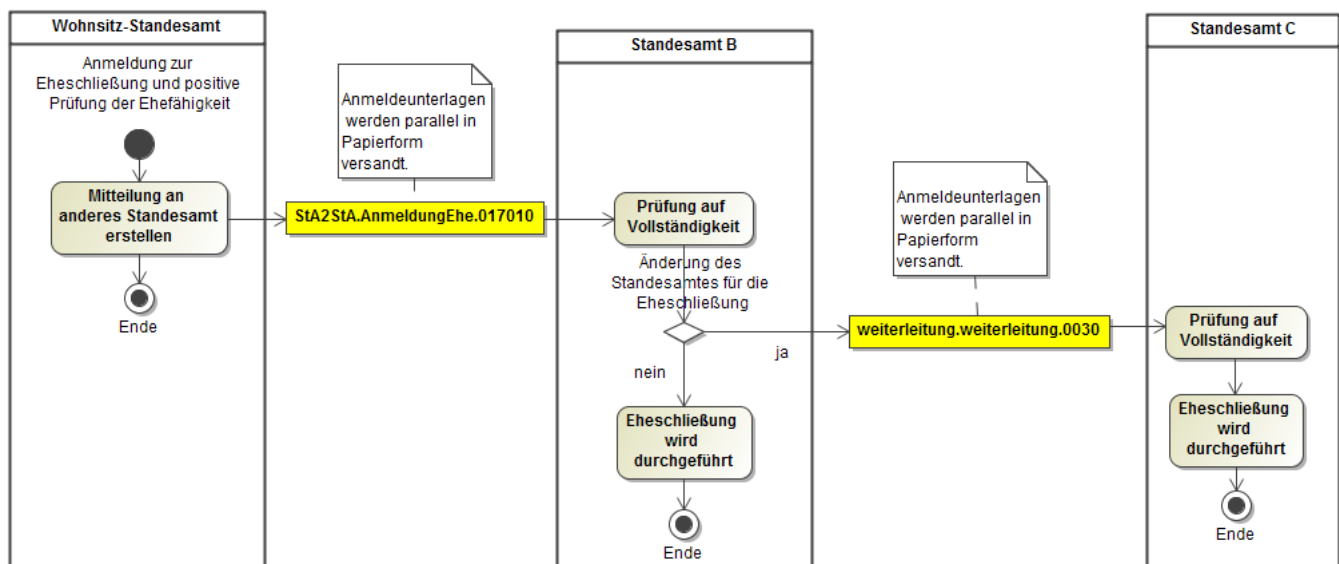 Wohnsitz-Standesamt
Anmeldung zur
Eheschließung und positive
Prüfung der Ehefähigkeit
Mitteilung an
anderes Standesamt
erstellen
Ende
Anmeldeunterlagen
werden parallel in
Papierform
versandt.
StA2StA.AnmeldungEhe.017010
Standesamt B
Prüfung auf
Vollständigkeit
Änderung des
Standesamtes für die
Eheschließung
ja
nein
Eheschließung
wird
durchgeführt
Ende
Anmeldeunterlagen
werden parallel in
Papierform
versandt.
weiterleitung.weiterleitung.0030
Standesamt C
Prüfung auf
Vollständigkeit
Eheschließung
wird
durchgeführt
Ende